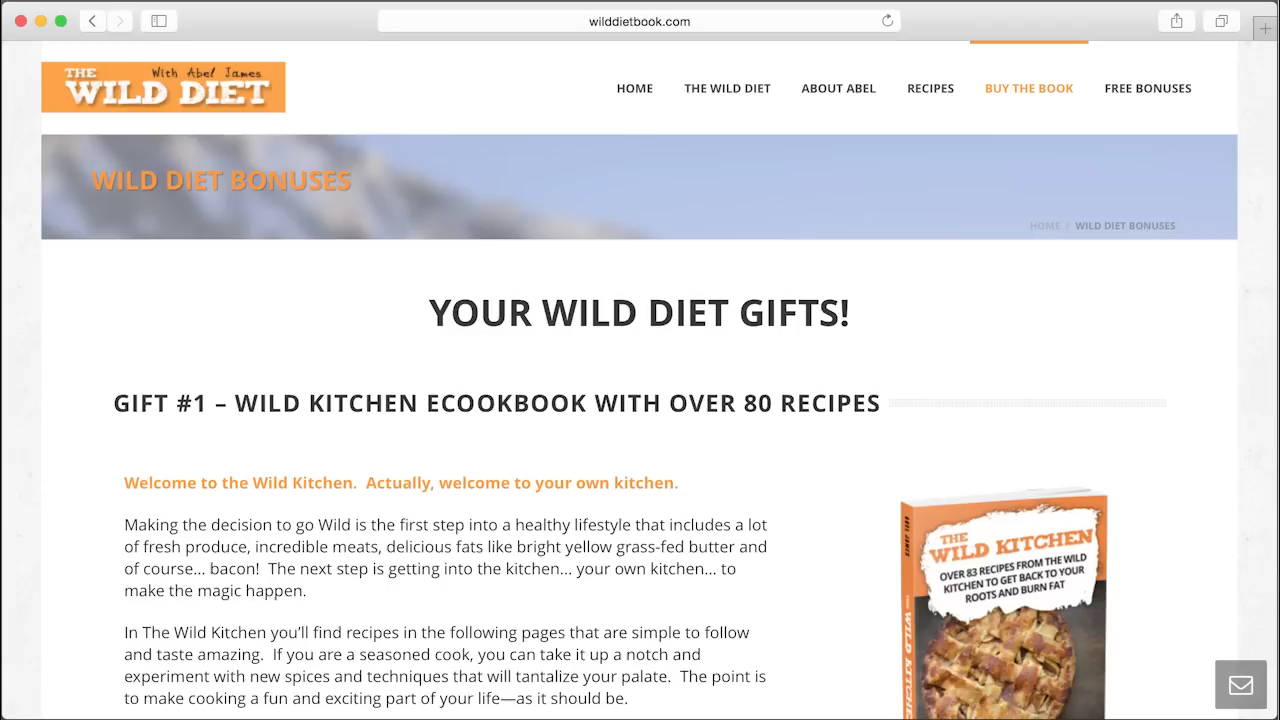 wilddietbook.com
THE
With Abel James
WILD DIET
HOME THE WILD DIET ABOUT ABEL RECIPES BUY THE BOOK FREE BONUSES
WILD DIET BONUSES
HOME / WILD DIET BONUSES
YOUR WILD DIET GIFTS!
GIFT #1 – WILD KITCHEN ECOOKBOOK WITH OVER 80 RECIPES
Welcome to the Wild Kitchen.  Actually, welcome to your own kitchen.
Making the decision to go Wild is the first step into a healthy lifestyle that includes a lot
of fresh produce, incredible meats, delicious fats like bright yellow grass-fed butter and
of course… bacon!  The next step is getting into the kitchen… your own kitchen… to
make the magic happen.
In The Wild Kitchen you’ll find recipes in the following pages that are simple to follow
and taste amazing.  If you are a seasoned cook, you can take it up a notch and
experiment with new spices and techniques that will tantalize your palate.  The point is
to make cooking a fun and exciting part of your life—as it should be.
ABEL JAMES
THE WILD KITCHE
THE
WILD KITCHEN
OVER 83 RECIPES FROM THE WILD
KITCHEN TO GET BACK TO YOUR
ROOTS AND BURN FAT